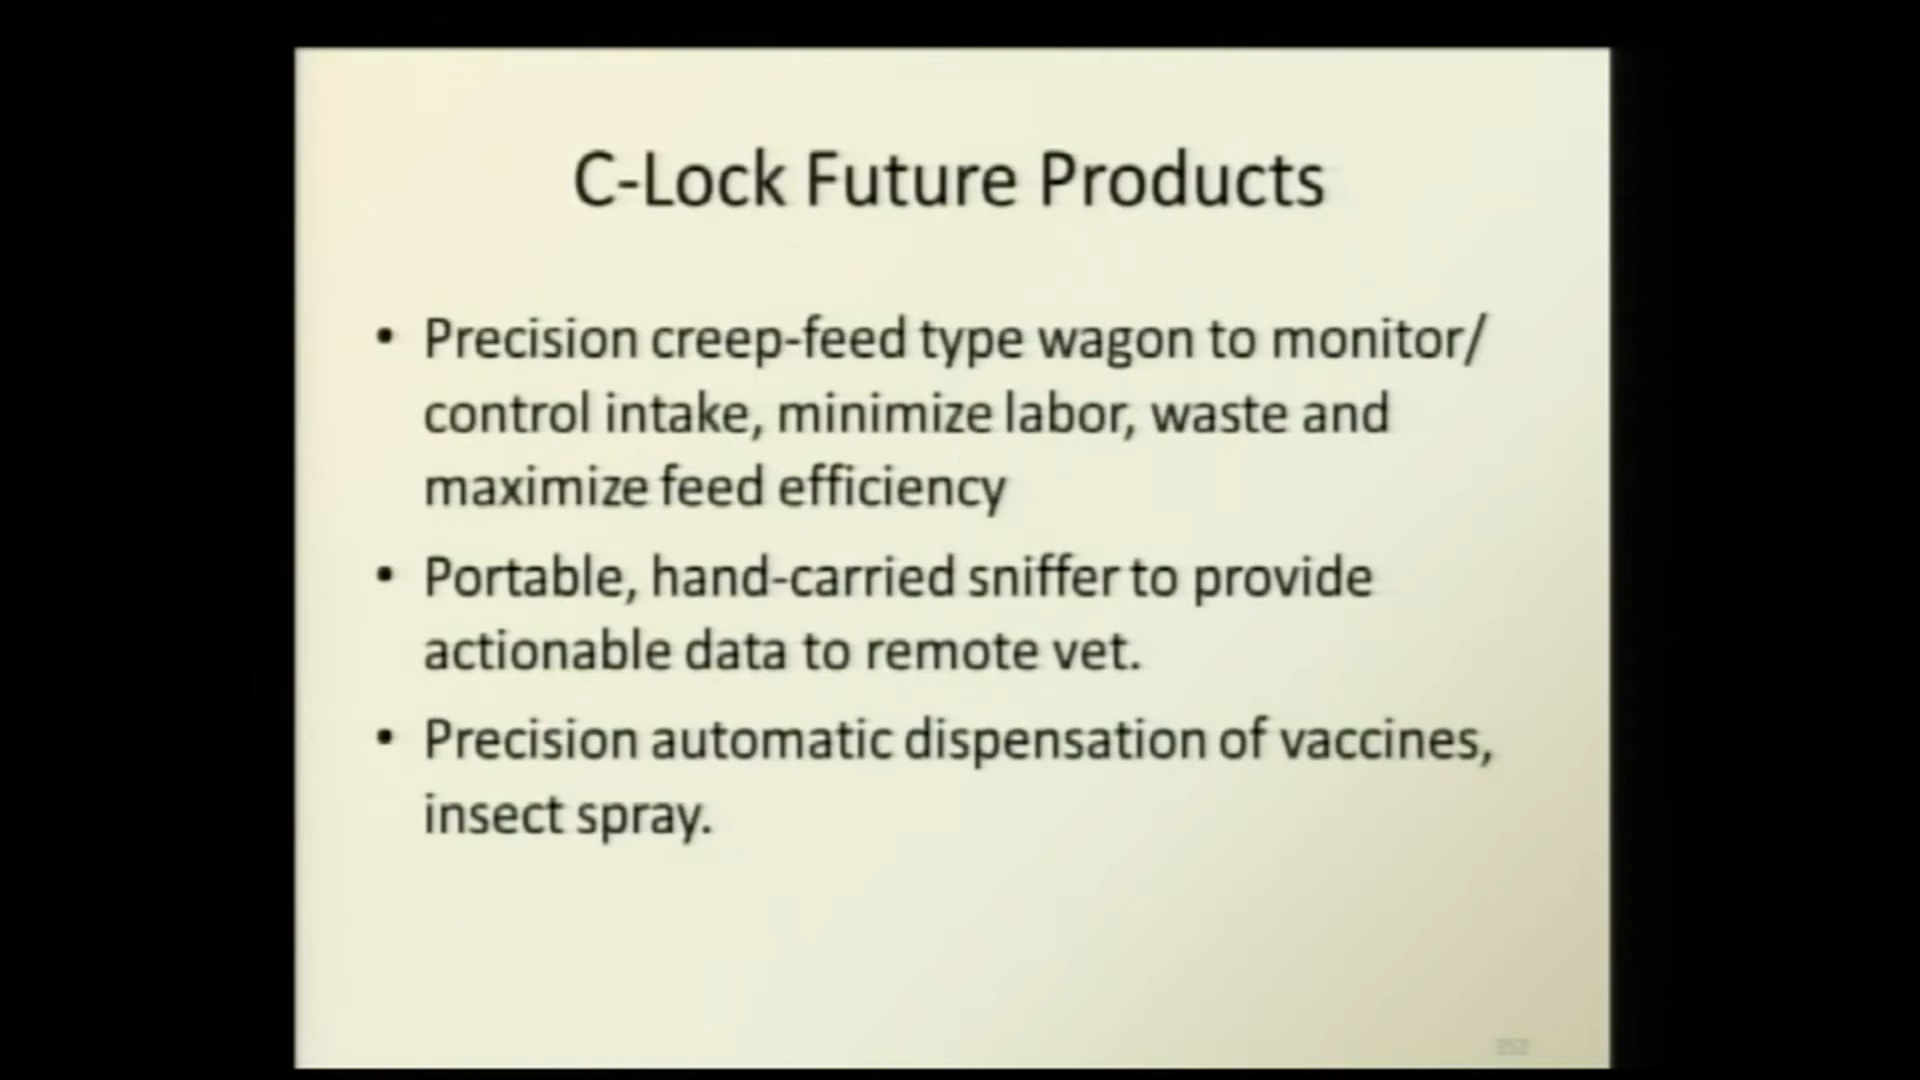 C-Lock Future Products
• Precision creep-feed type wagon to monitor/
control intake, minimize labor, waste and
maximize feed efficiency
• Portable, hand-carried sniffer to provide
actionable data to remote vet.
• Precision automatic dispensation of vaccines,
insect spray.